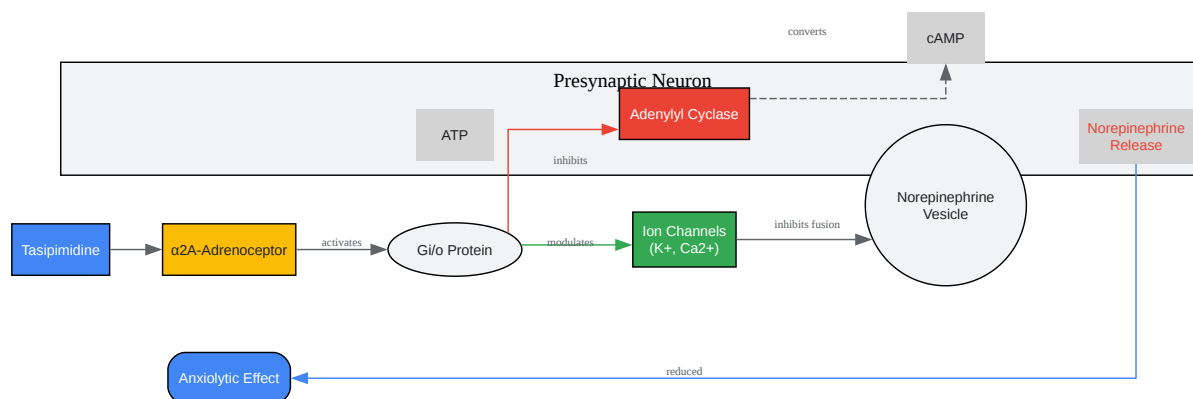 converts
cAMP
Presynaptic Neuron
Adenylyl Cyclase
ATP
Norepinephrine
Release
inhibits
Norepinephrine
Vesicle
Tasipimidine
α2A-Adrenoceptor
activates
Gi/o Protein
modulates
Ion Channels
(K+, Ca2+)
inhibits fusion
reduced
Anxiolytic Effect